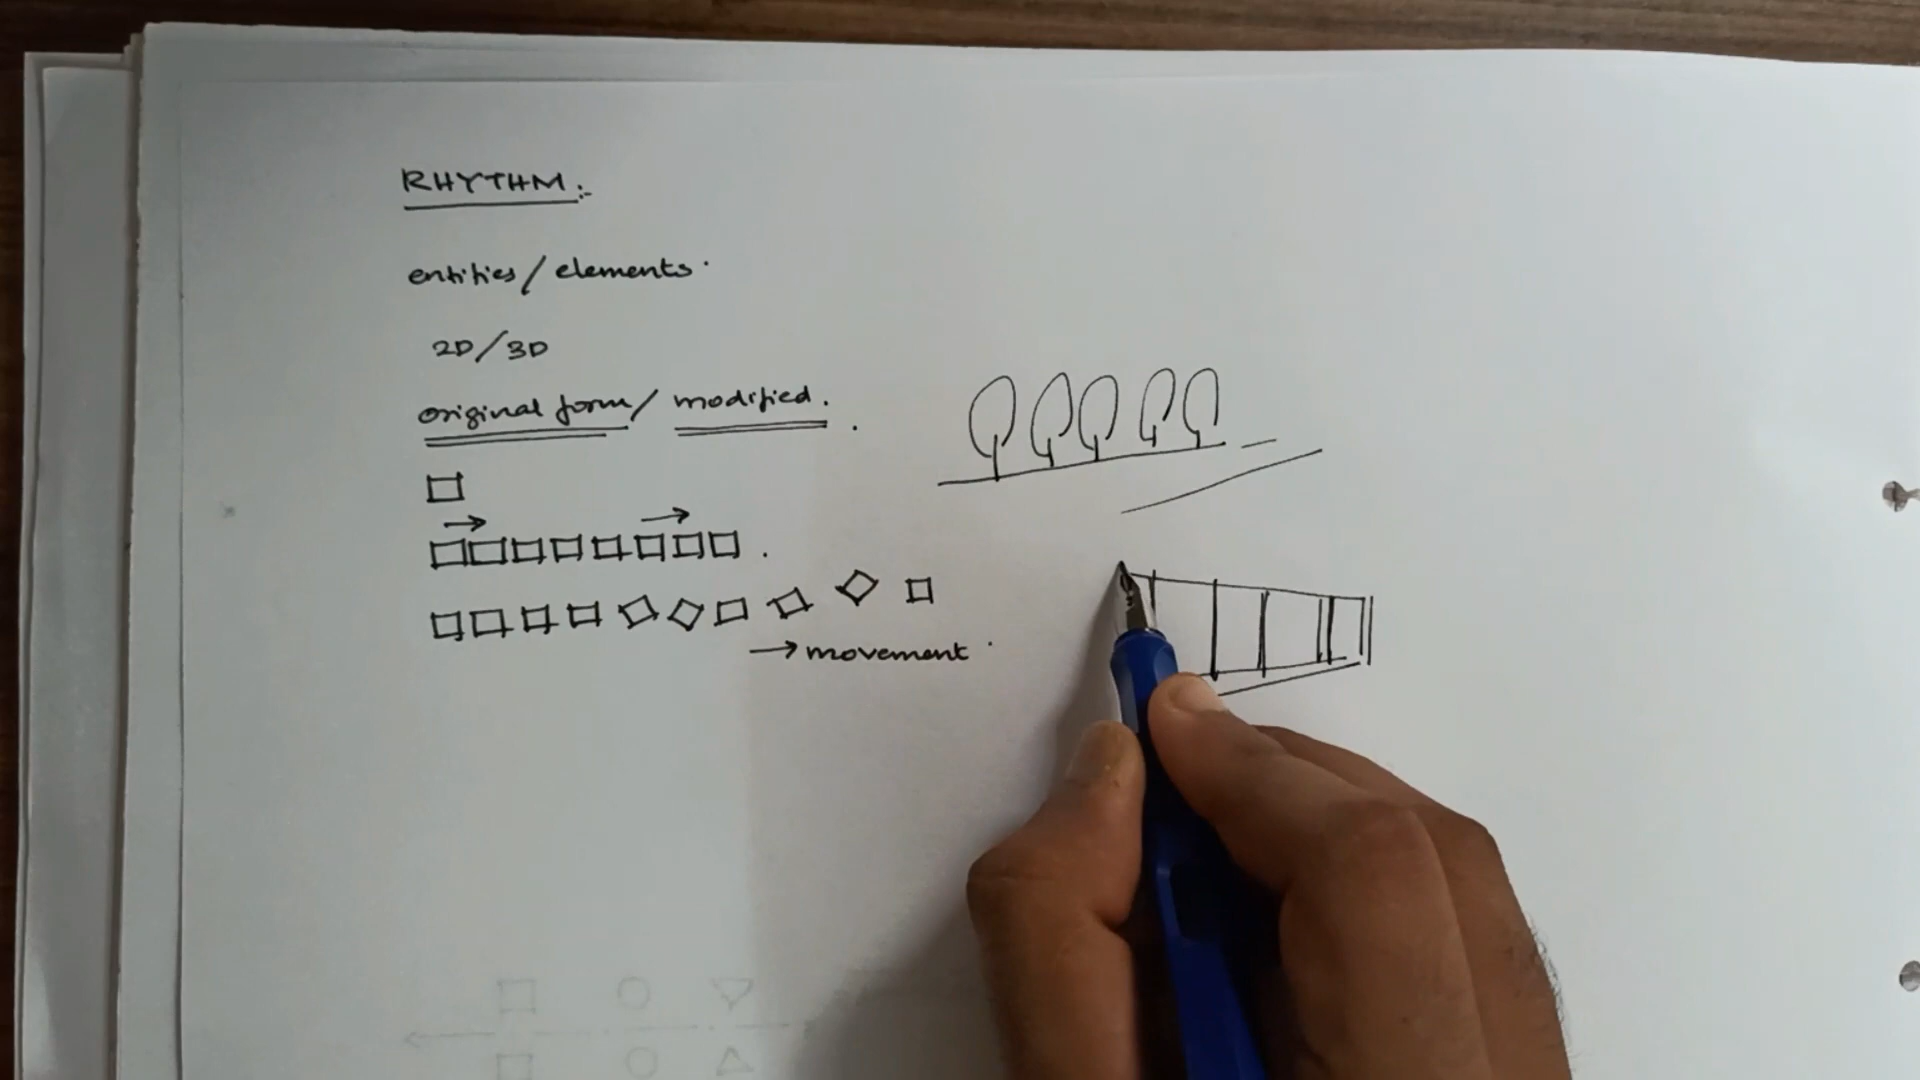 RHYTHM:-
entities/elements.
2D/3D
original form/modified.
→movement.